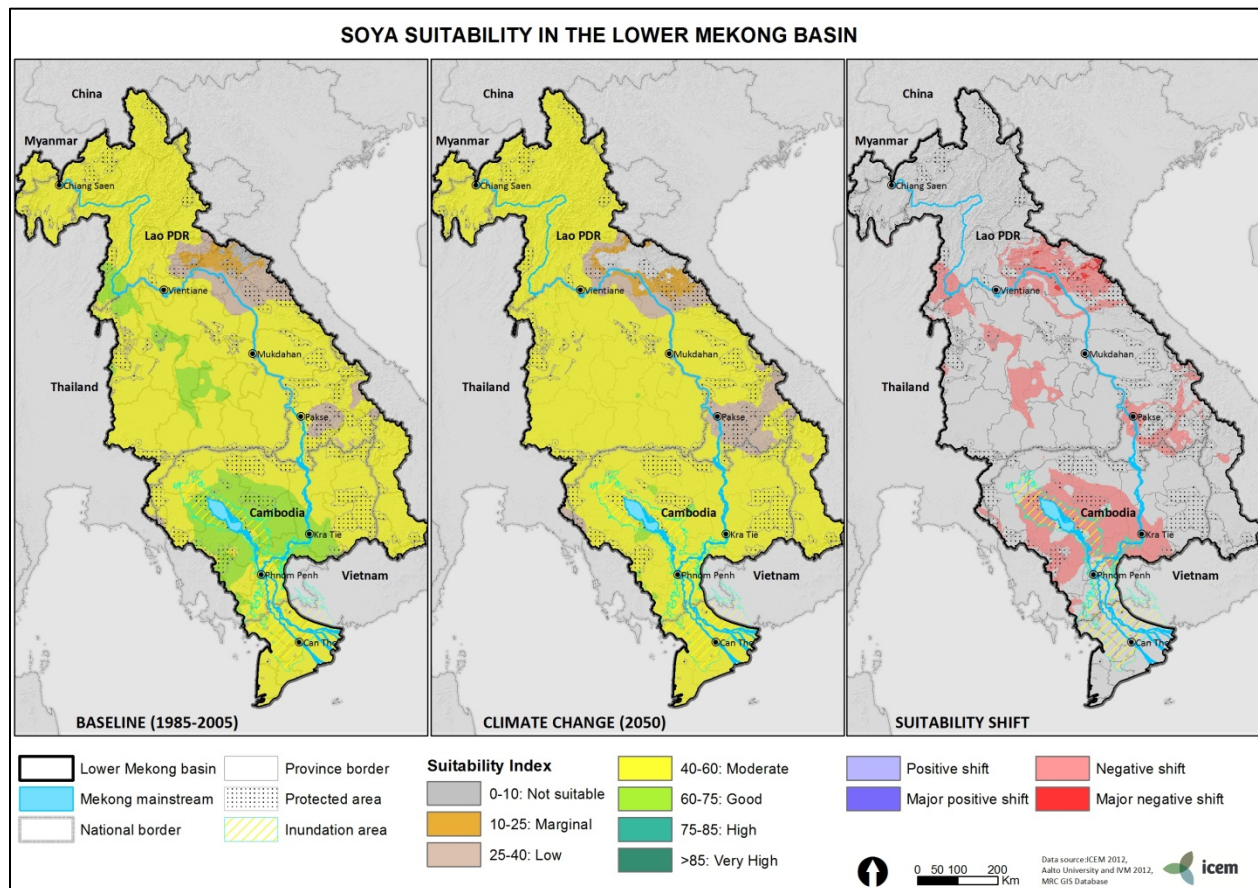 SOYA SUITABILITY IN THE LOWER MEKONG BASIN
China
Myanmar
Chiang Saen
Lao PDR
Vientiane
Mukdahan
Thailand
Pakse
Cambodia
Kra Tie
Phnom Penh
Vietnam
Can Tho
BASELINE (1985-2005)
China
Myanmar
Chiang Saen
Lao PDR
Vientiane
Mukdahan
Thailand
Pakse
Cambodia
Kra Tie
Phnom Penh
Vietnam
Can Tho
CLIMATE CHANGE (2050)
China
Myanmar
Chiang Saen
Lao PDR
Vientiane
Mukdahan
Thailand
Pakse
Cambodia
Kra Tie
Phnom Penh
Vietnam
Can Tho
SUITABILITY SHIFT
Lower Mekong basin
Mekong mainstream
National border
Province border
Protected area
Inundation area
Suitability Index
0-10: Not suitable
10-25: Marginal
25-40: Low
40-60: Moderate
60-75: Good
75-85: High
>85: Very High
Positive shift
Major positive shift
Negative shift
Major negative shift
0 50 100 200
Km
Data source:ICEM 2012,
Aalto University and IVM 2012,
MRC GIS Database
icem